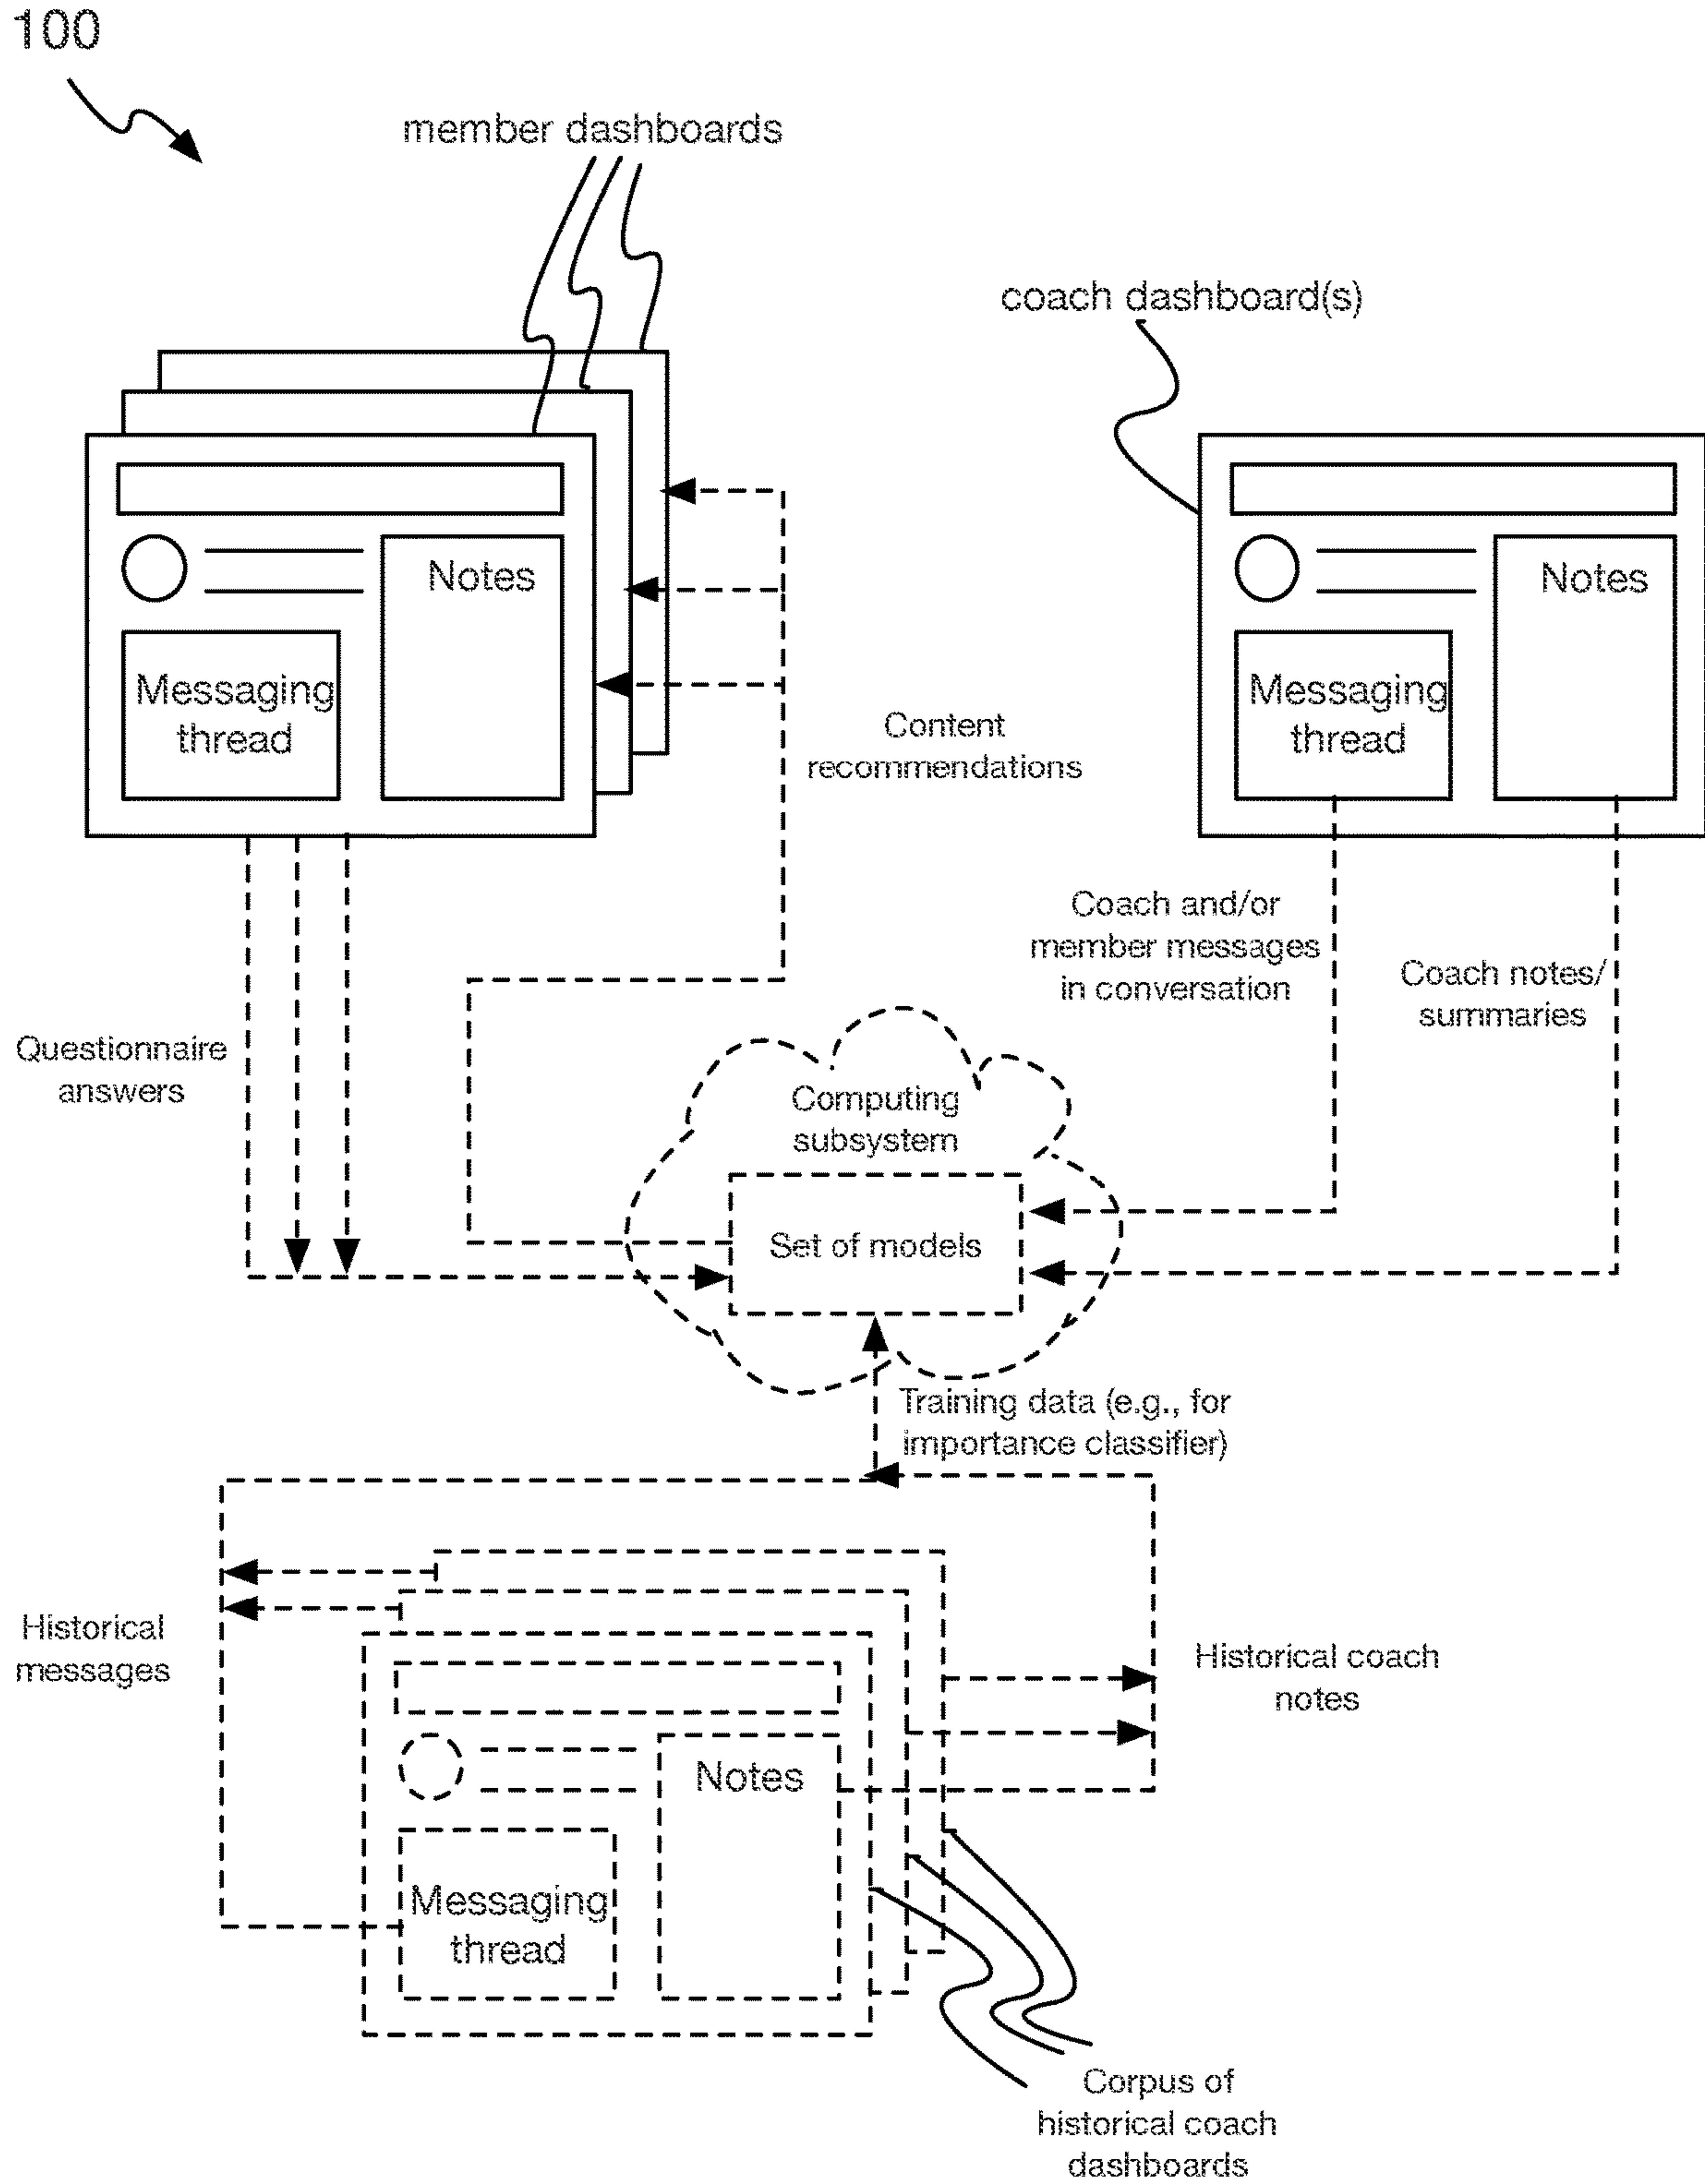 100
member dashboards
coach dashboard(s)
Notes
Messaging
thread
Notes
Messaging
thread
Content
recommendations
Coach and/or
member messages
in conversation
Coach notes/
summaries
Questionnaire
answers
Computing
subsystem
Set of models
Training data (e.g., for
importance classifier)
Historical
messages
Historical coach
notes
Notes
Messaging
thread
Corpus of
historical coach
dashboards